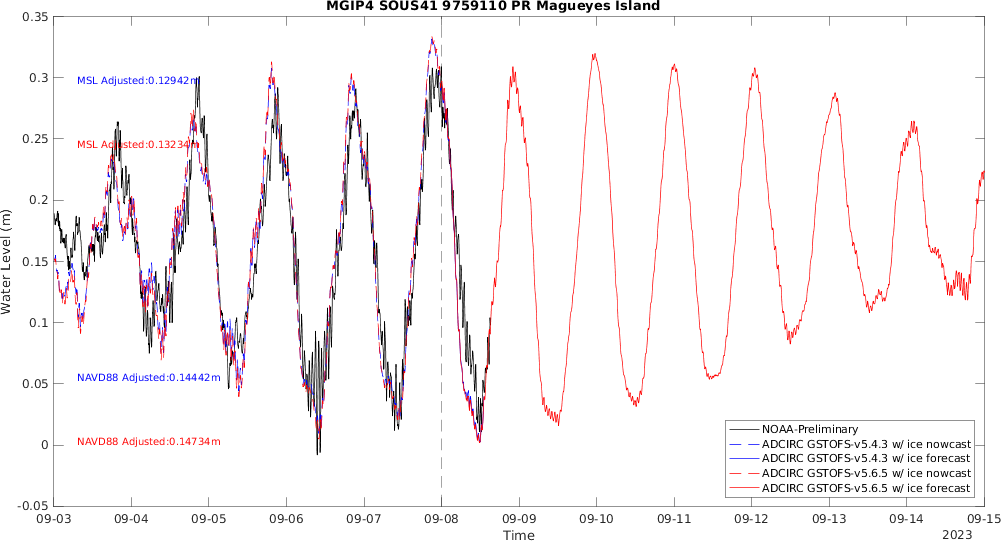 MGIP4 SOUS41 9759110 PR Magueyes Island
0.35
0.3
0.25
0.2
0.15
0.1
0.05
0
-0.05
Water Level (m)
MSL Adjusted:0.12942m
MSL Adjusted:0.13234m
NAVD88 Adjusted:0.14442m
NAVD88 Adjusted:0.14734m
NOAA-Preliminary
ADCIRC GSTOFS-v5.4.3 w/ ice nowcast
ADCIRC GSTOFS-v5.4.3 w/ ice forecast
ADCIRC GSTOFS-v5.6.5 w/ ice nowcast
ADCIRC GSTOFS-v5.6.5 w/ ice forecast
09-03 09-04 09-05 09-06 09-07 09-08 09-09 09-10 09-11 09-12 09-13 09-14 09-15
Time
2023